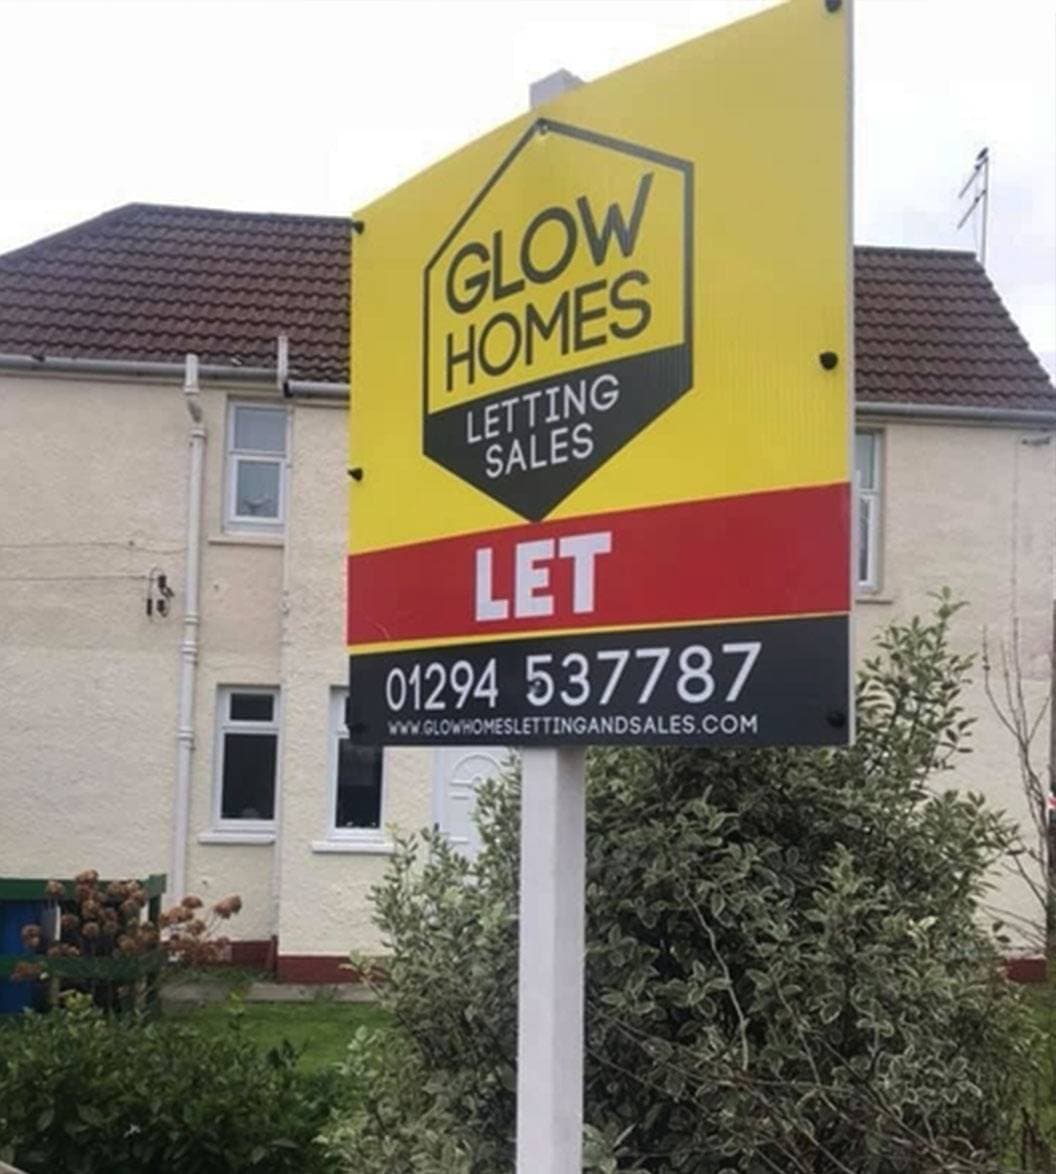 GLOW
HOMES
LETTING
SALES
LET
01294 537787
WWW.GLOWHOMESLETTINGANDSALES.COM